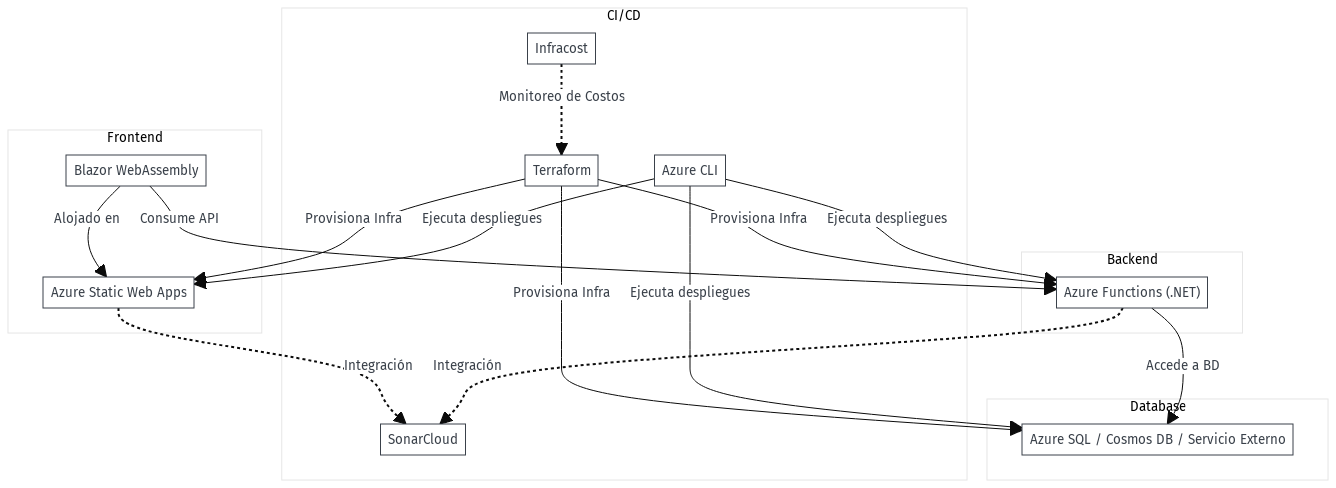 CI/CD
Infracost
Monitoreo de Costos
Frontend
Blazor WebAssembly
Terraform
Azure CLI
Alojado en
Consume API
Provisiona Infra
Ejecuta despliegues
Provisiona Infra
Ejecuta despliegues
Backend
Azure Static Web Apps
Provisiona Infra
Ejecuta despliegues
Azure Functions (.NET)
Integración
Integración
Accede a BD
Database
SonarCloud
Azure SQL / Cosmos DB / Servicio Externo